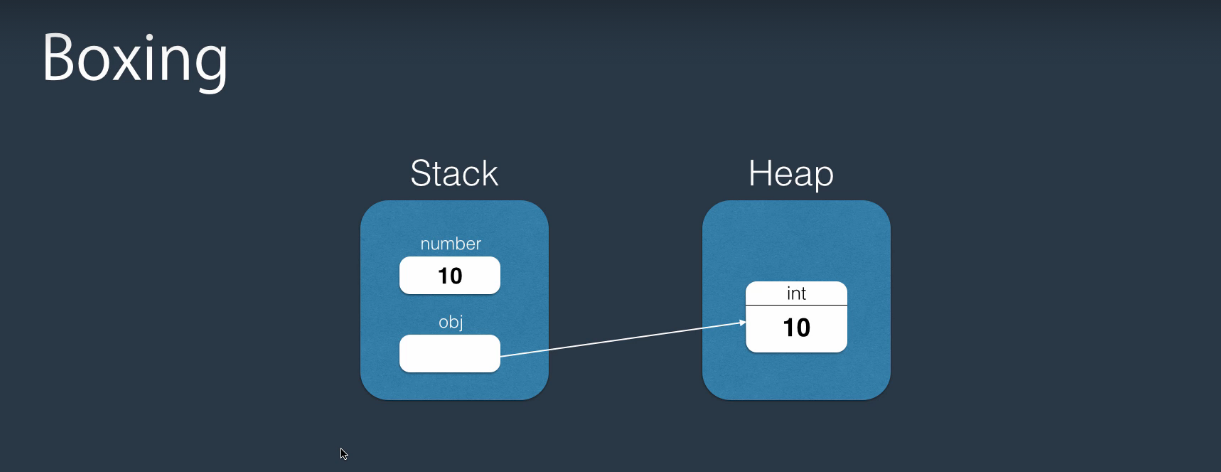 Boxing
Stack
number
10
obj
Heap
int
10